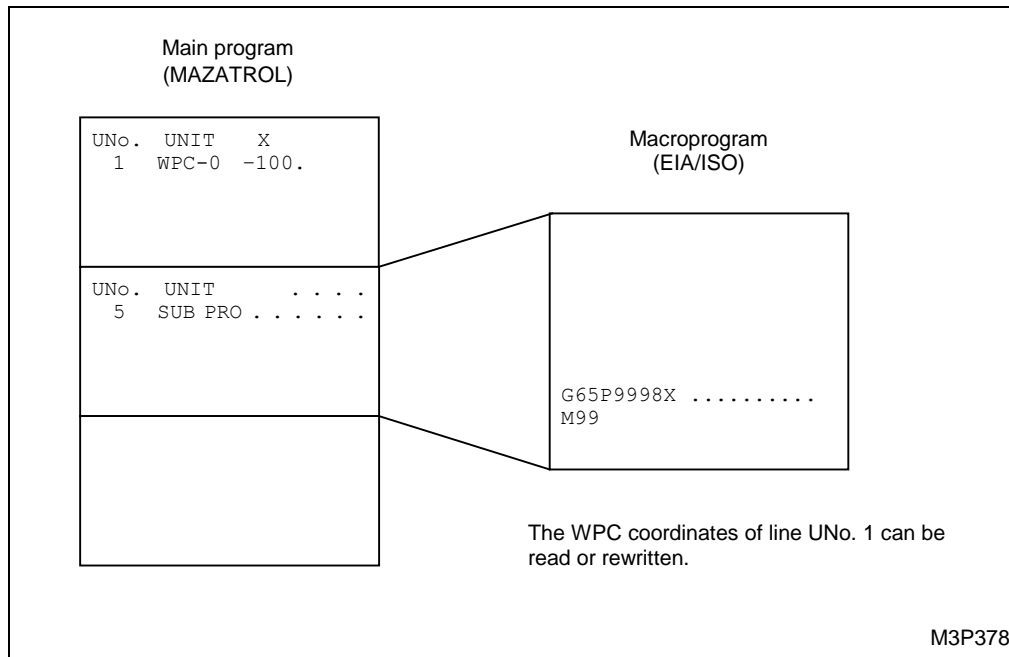 Main program
(MAZATROL)
UNo. UNIT X
1 WPC-0 −100.
UNo. UNIT . . . .
5 SUB PRO . . . . . .
Macroprogram
(EIA/ISO)
G65P9998X ..........
M99
The WPC coordinates of line UNo. 1 can be
read or rewritten.
M3P378